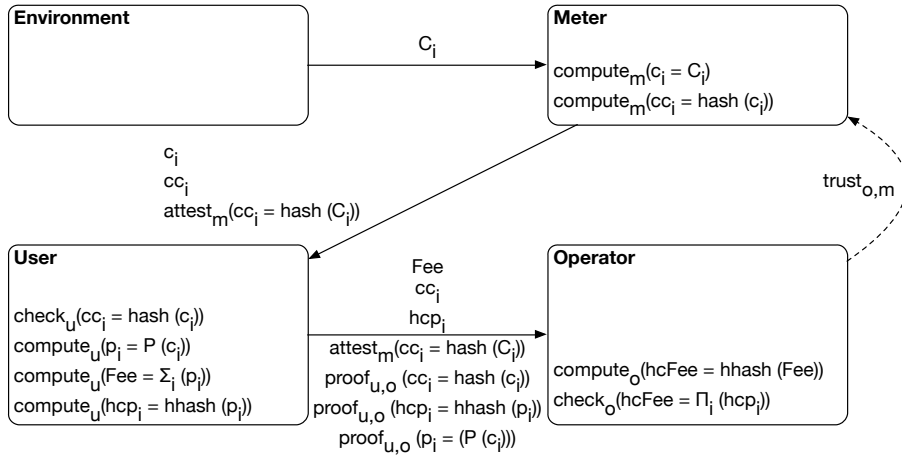 Environment
C_i
Meter
compute_m(c_i = C_i)
compute_m(cc_i = hash (c_i))
c_i
cc_i
attest_m(cc_i = hash (C_i))
trust_o,m
User
check_u(cc_i = hash (c_i))
compute_u(p_i = P (c_i))
compute_u(Fee = Σ_i (p_i))
compute_u(hcp_i = hhash (p_i))
Fee
cc_i
hcp_i
attest_m(cc_i = hash (C_i))
proof_u,o (cc_i = hash (c_i))
proof_u,o (hcp_i = hhash (p_i))
proof_u,o (p_i = (P (c_i)))
Operator
compute_o(hcFee = hhash (Fee))
check_o(hcFee = Π_i (hcp_i))